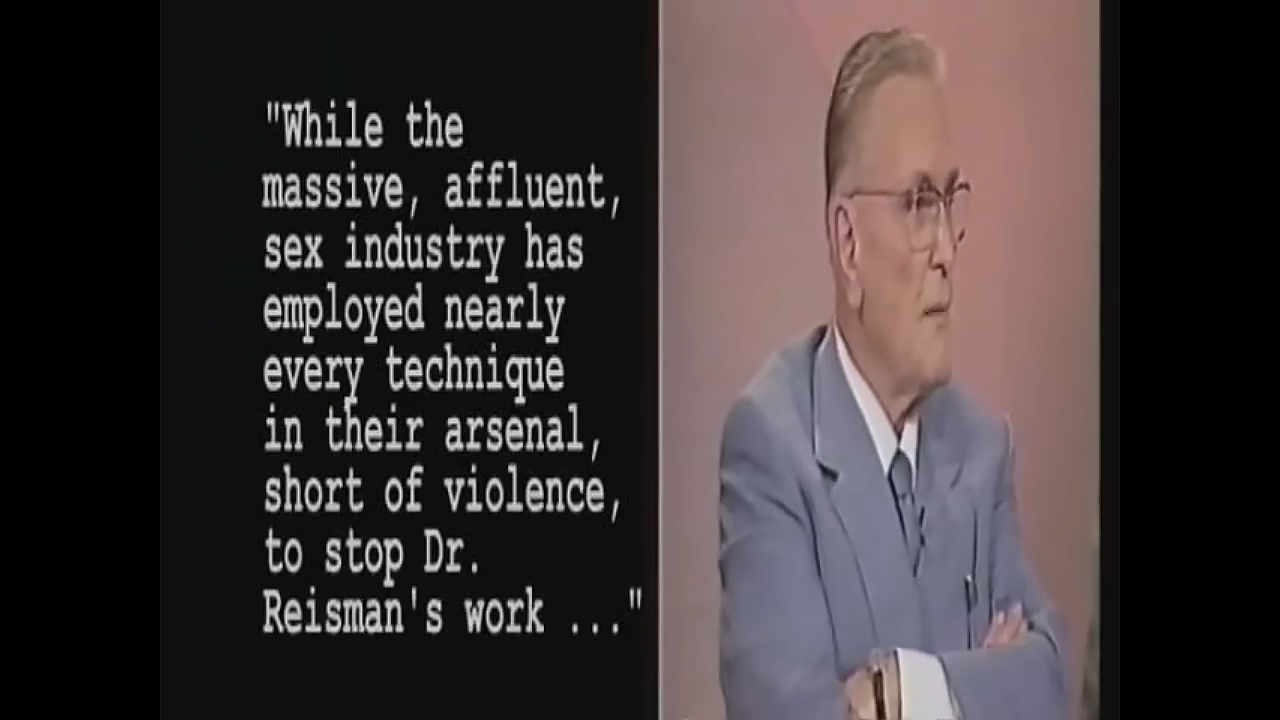 "While the
massive, affluent,
sex industry has
employed nearly
every technique
in their arsenal,
short of violence,
to stop Dr.
Reisman's work ..."